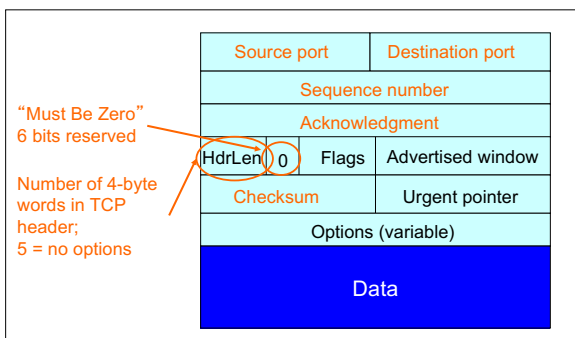 Source port
Destination port
Sequence number
Acknowledgment
“Must Be Zero”
6 bits reserved
HdrLen
0
Flags
Advertised window
Number of 4-byte
words in TCP
header;
5 = no options
Checksum
Urgent pointer
Options (variable)
Data